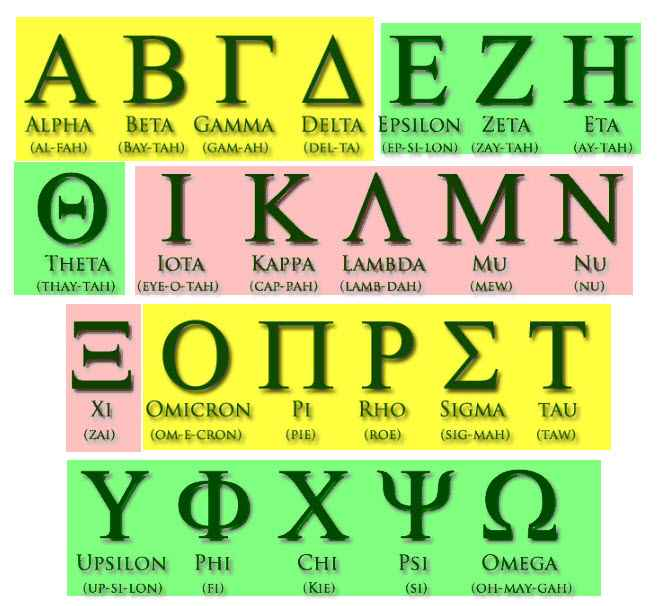 Α Β Γ Δ Ε Ζ Η
Alpha Beta Gamma Delta Epsilon Zeta Eta
(al-fah) (Bay-tah) (gam-ah) (del-ta) (ep-si-lon) (zay-tah) (ay-tah)
Θ Ι Κ Λ Μ Ν
Theta Iota Kappa Lambda Mu Nu
(thay-tah) (eye-o-tah) (cap-pah) (lamb-dah) (mew) (nu)
Ξ Ο Π Ρ Σ Τ
Xi Omicron Pi Rho Sigma tau
(zai) (om-e-cron) (pie) (roe) (sig-mah) (taw)
Υ Φ Χ Ψ Ω
Upsilon Phi Chi Psi Omega
(up-si-lon) (fi) (Kie) (si) (oh-may-gah)